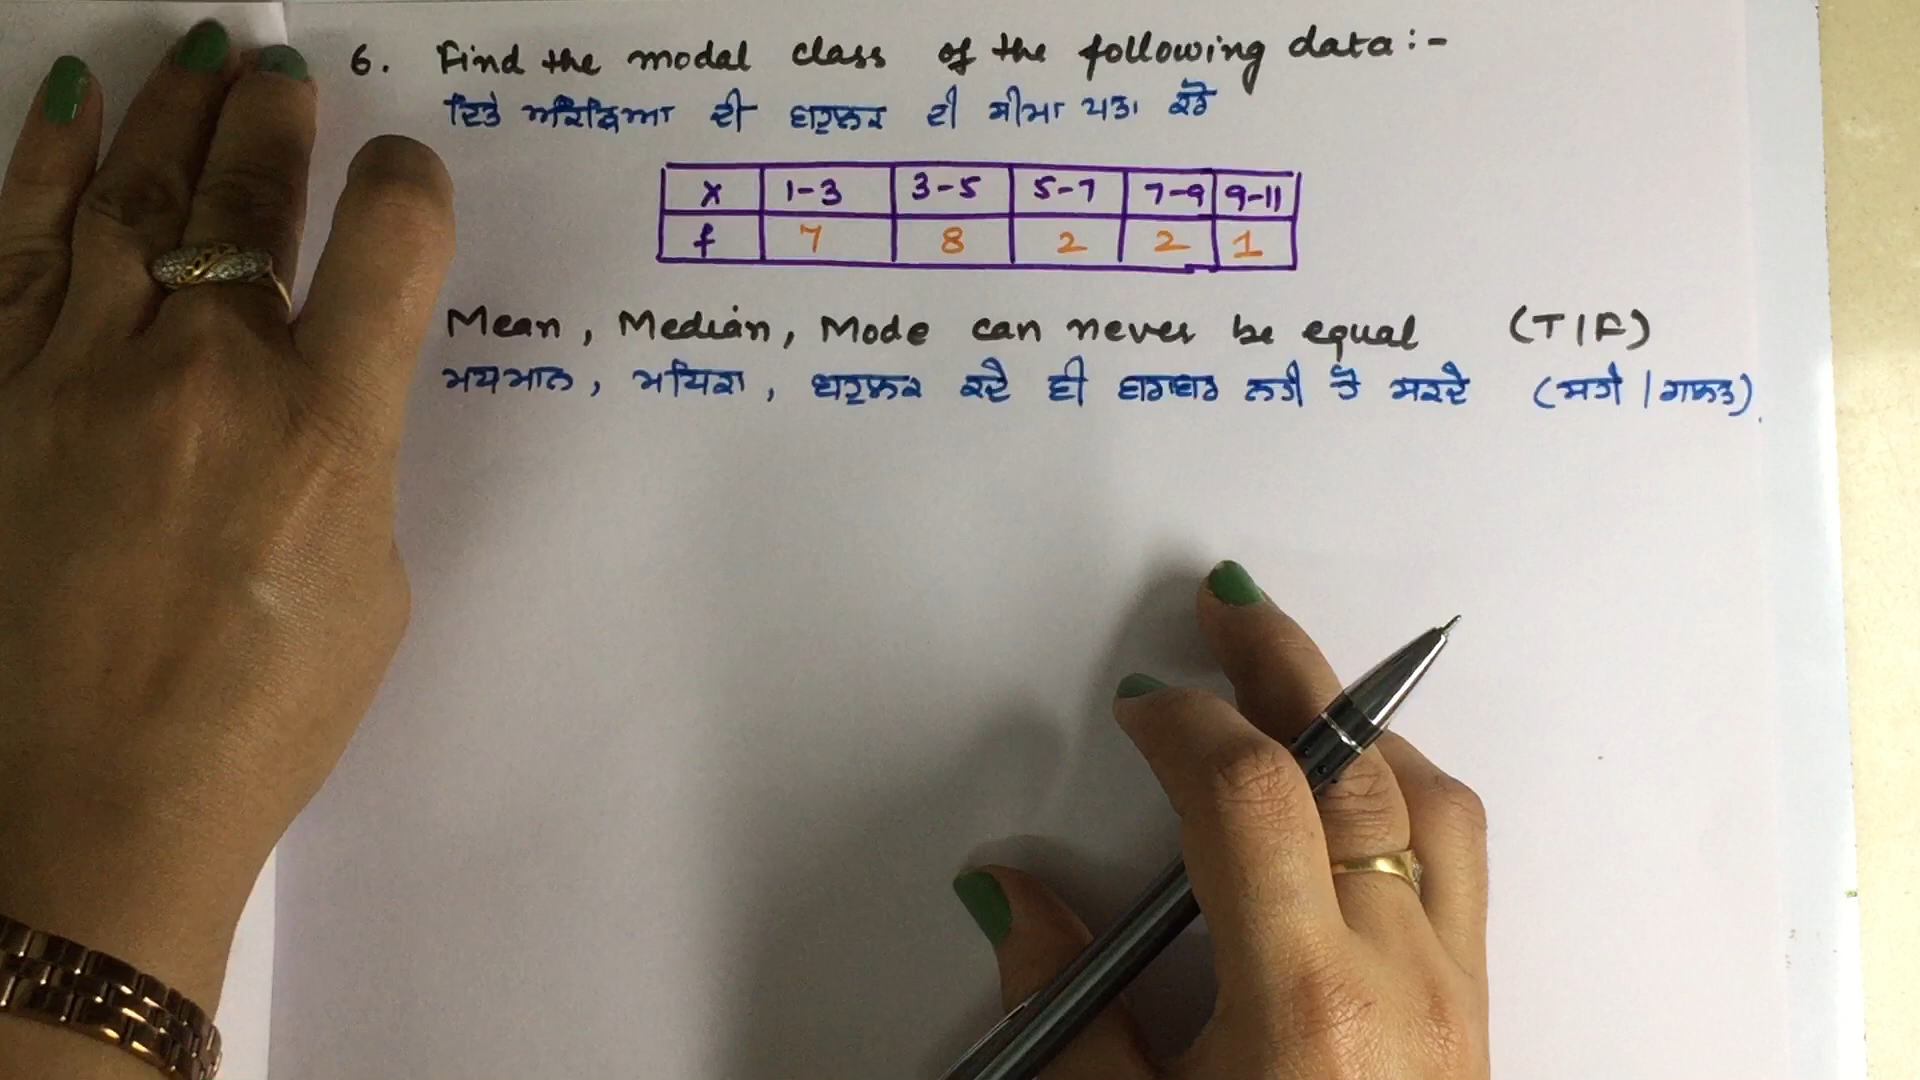 6. Find the modal class of the following data:-
ਦਿੱਤੇ ਅੰਕੜਿਆਂ ਦੀ ਬਹੁਲਕ ਦੀ ਸੀਮਾ ਪਤਾ ਕਰੋ
x 1-3 3-5 5-7 7-9 9-11
f 7 8 2 2 1
Mean, Median, Mode can never be equal (T/F)
ਮਧਮਾਨ, ਮਧਿਕਾ, ਬਹੁਲਕ ਕਦੇ ਵੀ ਬਰਾਬਰ ਨਹੀਂ ਹੋ ਸਕਦੇ (ਸਹੀ/ਗਲਤ)